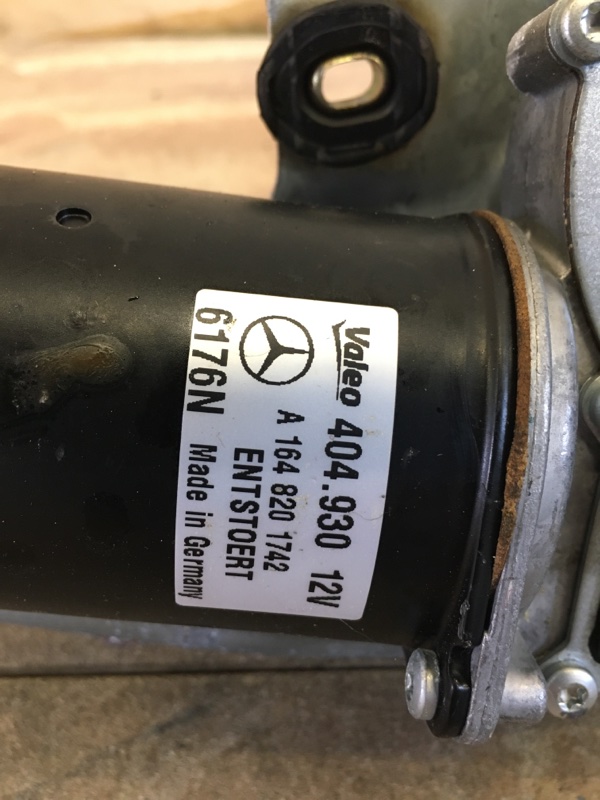 Valeo 404.930 12V
A 164 820 1742
ENTSTOERT
6176N Made in Germany